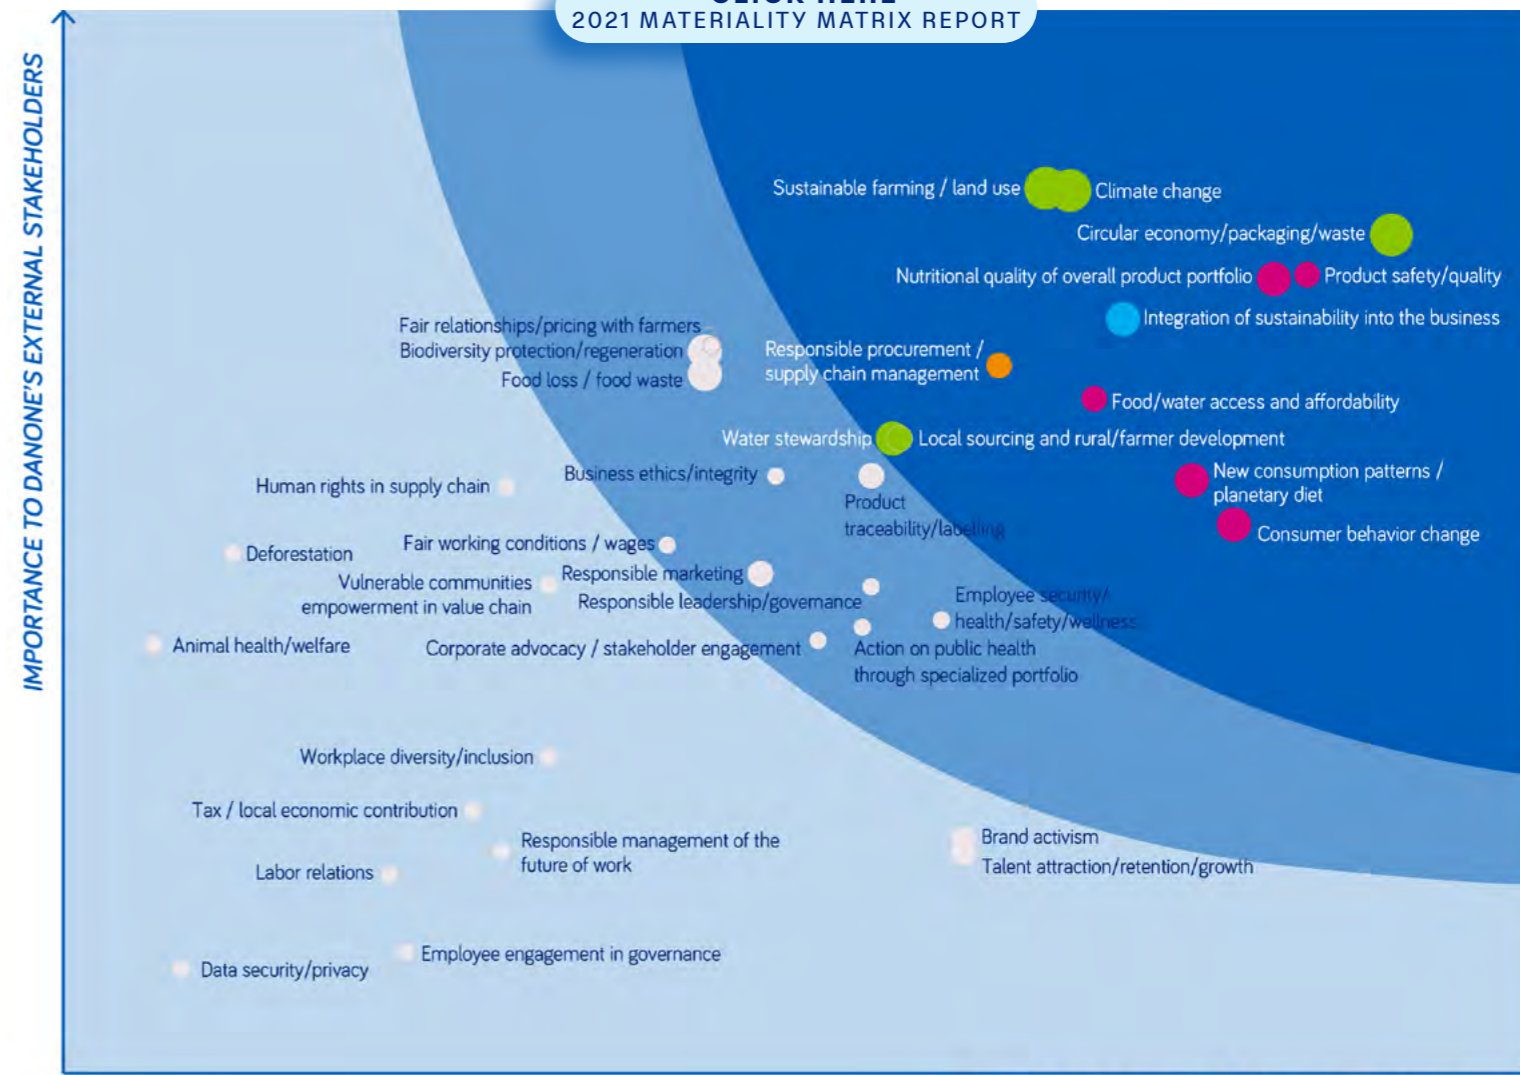 CLICK HERE
2021 MATERIALITY MATRIX REPORT
IMPORTANCE TO DANONE'S EXTERNAL STAKEHOLDERS
Sustainable farming / land use
Climate change
Circular economy/packaging/waste
Nutritional quality of overall product portfolio
Product safety/quality
Integration of sustainability into the business
Fair relationships/pricing with farmers
Biodiversity protection/regeneration
Food loss / food waste
Responsible procurement /
supply chain management
Food/water access and affordability
Water stewardship
Local sourcing and rural/farmer development
Business ethics/integrity
Human rights in supply chain
Product
traceability/labelling
New consumption patterns /
planetary diet
Consumer behavior change
Fair working conditions / wages
Deforestation
Vulnerable communities
empowerment in value chain
Responsible marketing
Responsible leadership/governance
Employee security/
health/safety/wellness
Animal health/welfare
Corporate advocacy / stakeholder engagement
Action on public health
through specialized portfolio
Workplace diversity/inclusion
Tax / local economic contribution
Responsible management of the
future of work
Brand activism
Talent attraction/retention/growth
Labor relations
Employee engagement in governance
Data security/privacy